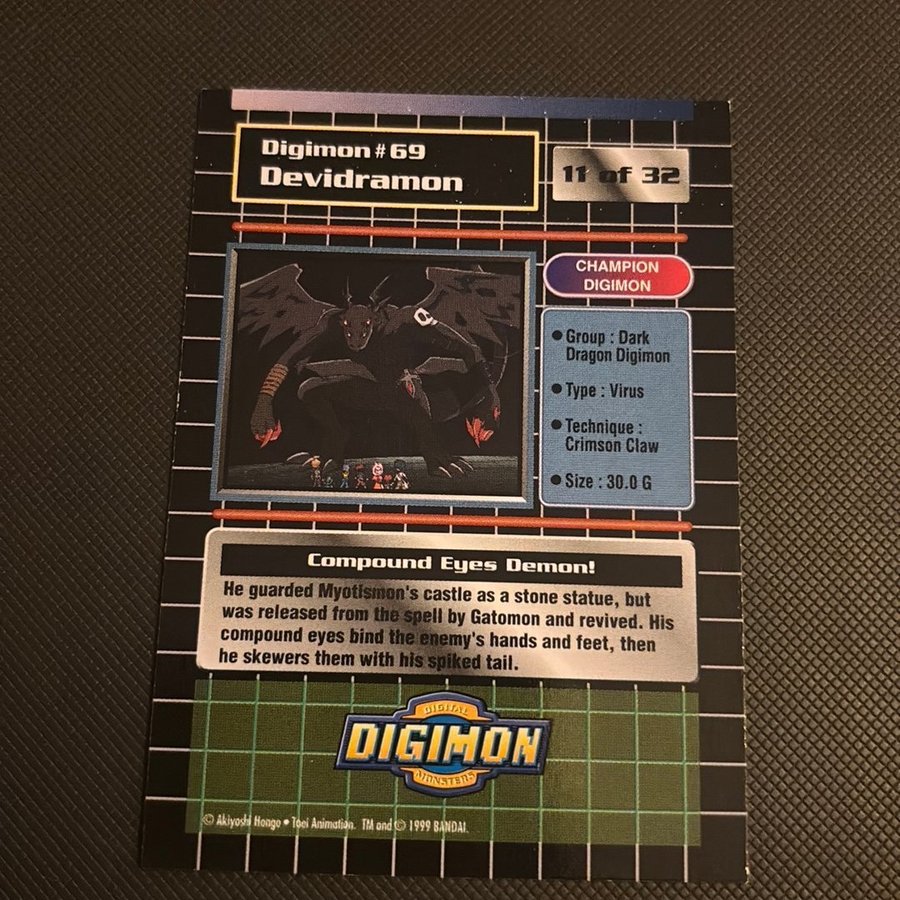 Digimon #69
Devidramon
11 of 32
CHAMPION
DIGIMON
● Group : Dark
Dragon Digimon
● Type : Virus
● Technique :
Crimson Claw
● Size : 30.0 G
Compound Eyes Demon!
He guarded Myotismon's castle as a stone statue, but
was released from the spell by Gatomon and revived. His
compound eyes bind the enemy's hands and feet, then
he skewers them with his spiked tail.
DIGITAL
DIGIMON
MONSTERS
© Akiyoshi Hongo • Toei Animation. TM and © 1999 BANDAI.